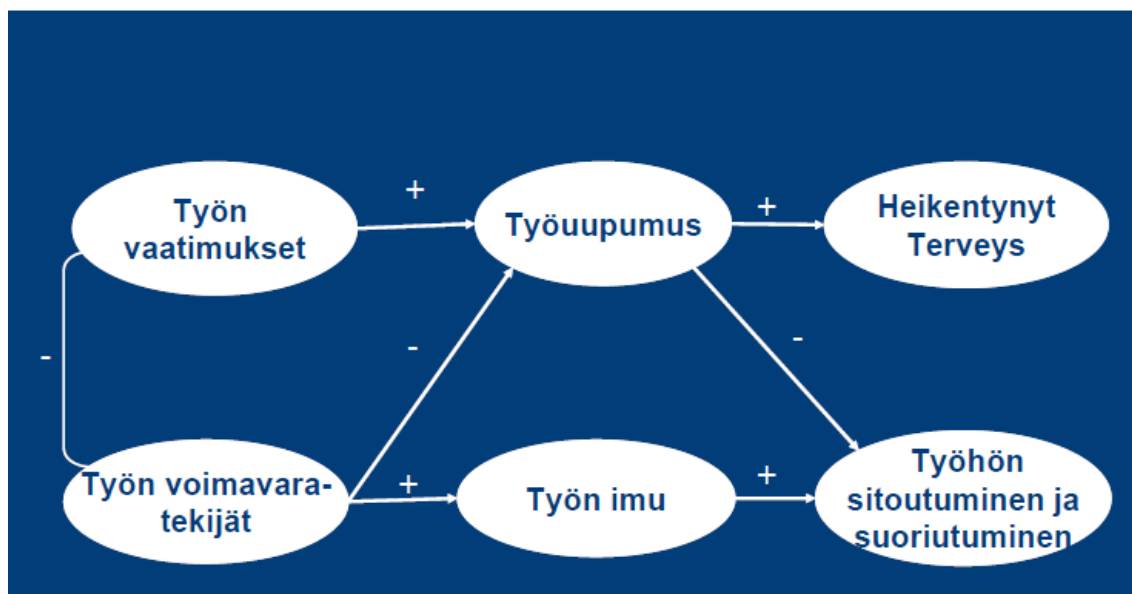 +
+
Työn
vaatimukset
Työuupumus
Heikentynyt
Terveys
-
-
-
Työn voimavara-
tekijät
+
Työn imu
+
Työhön
sitoutuminen ja
suoriutuminen